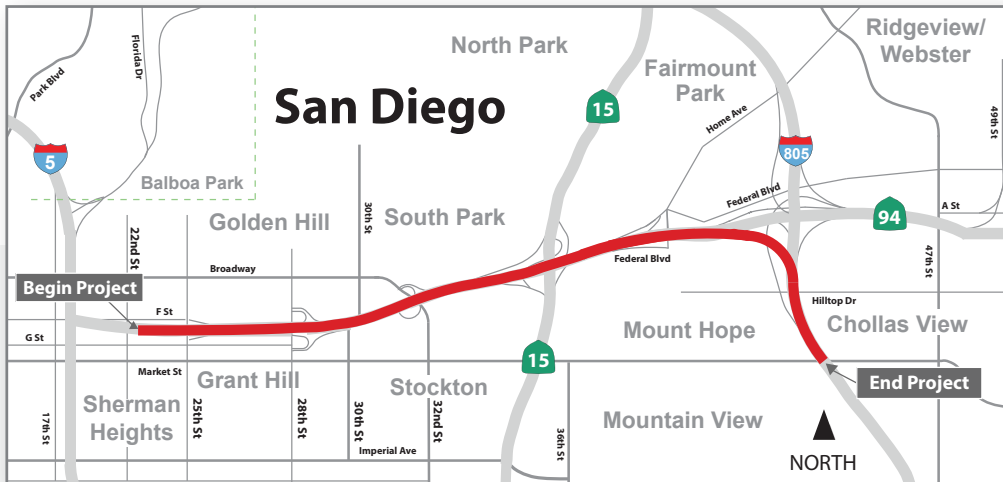 Ridgeview/
Webster
North Park
Fairmount
Park
San Diego
Park Blvd
Florida Dr
15
Home Ave
49th St
5
805
Balboa Park
Federal Blvd
94
A St
Golden Hill
South Park
30th St
22nd St
47th St
Broadway
Federal Blvd
Begin Project
Hilltop Dr
F St
Mount Hope
Chollas View
G St
15
Market St
Grant Hill
Stockton
End Project
Sherman
Heights
17th St
25th St
28th St
30th St
32nd St
36th St
Mountain View
Imperial Ave
NORTH